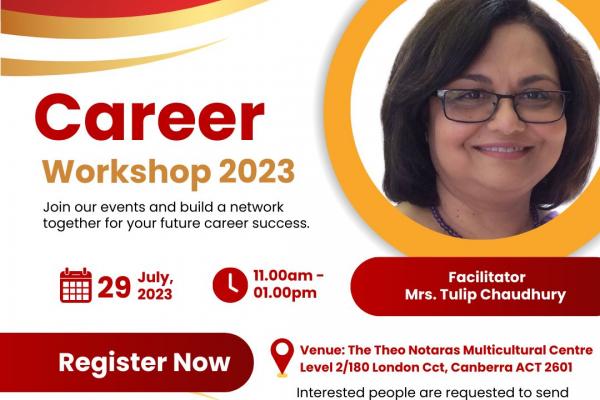 Career
Workshop 2023
Join our events and build a network
together for your future career success.
29 July,
2023
11.00am -
01.00pm
Facilitator
Mrs. Tulip Chaudhury
Register Now
Venue: The Theo Notaras Multicultural Centre
Level 2/180 London Cct, Canberra ACT 2601
Interested people are requested to send